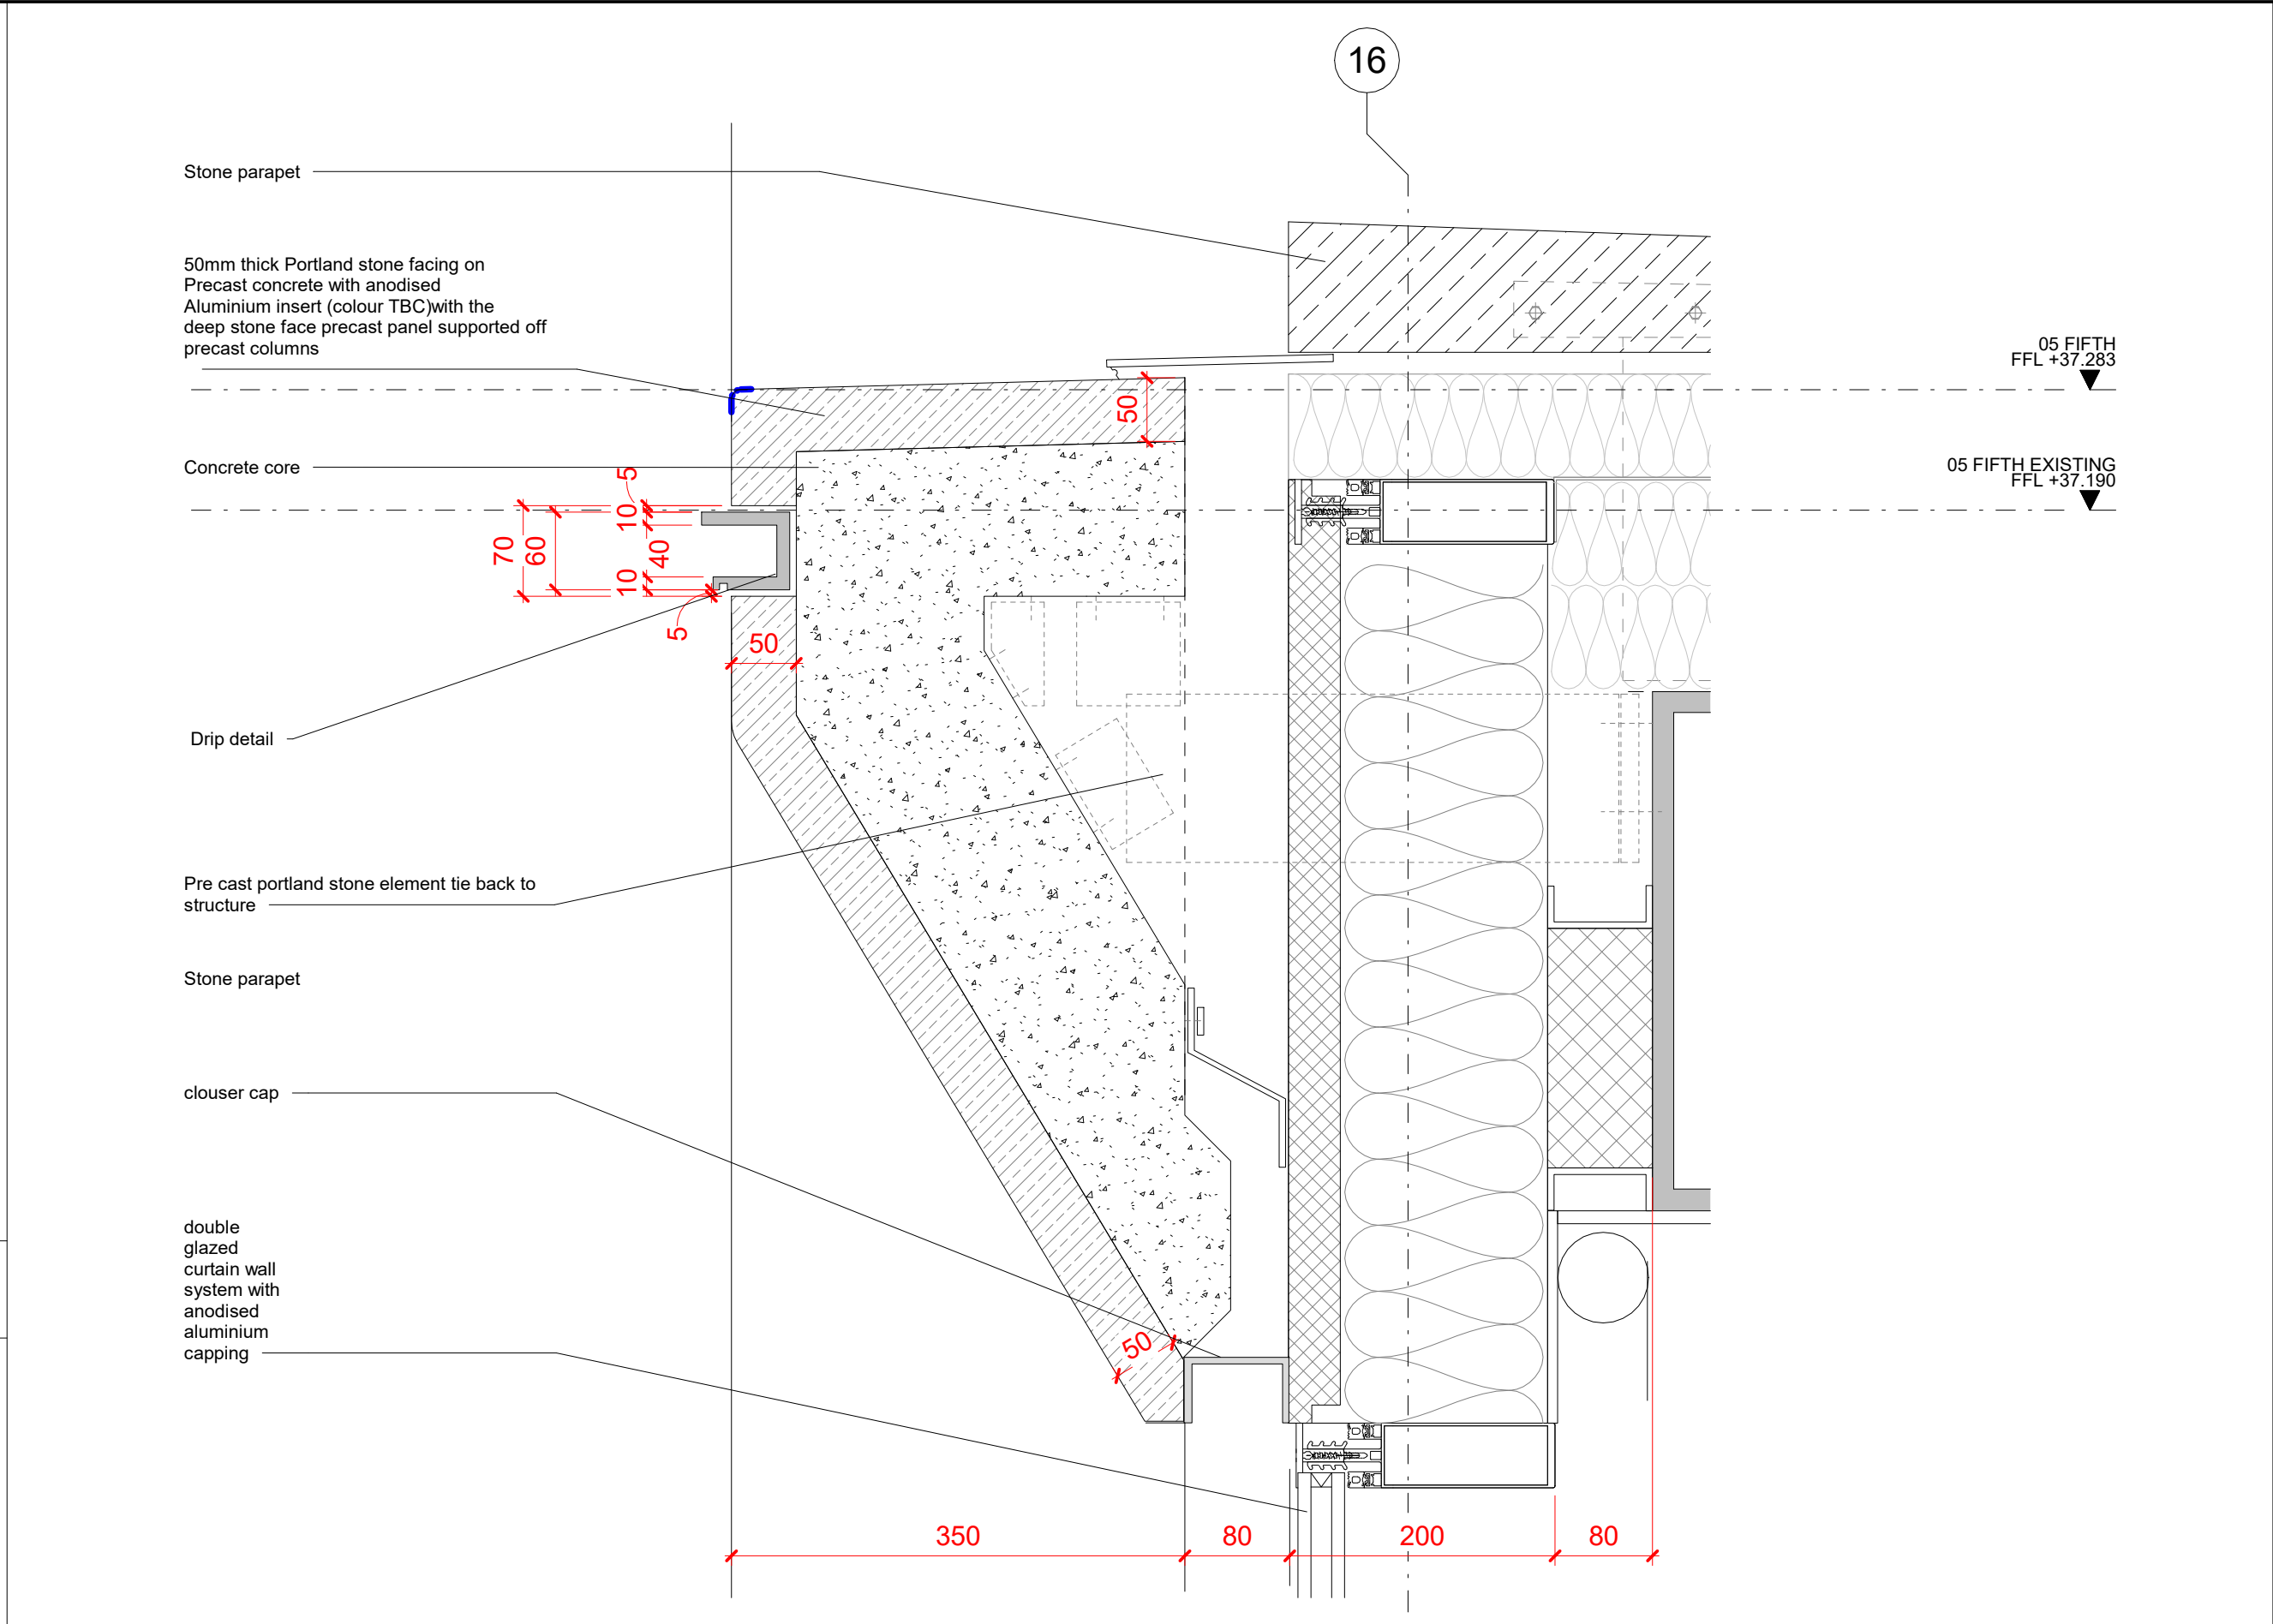 16
Stone parapet
50mm thick Portland stone facing on
Precast concrete with anodised
Aluminium insert (colour TBC)with the
deep stone face precast panel supported off
precast columns
05 FIFTH
FFL +37.283
50
Concrete core
05 FIFTH EXISTING
FFL +37.190
5
10
70
60
40
10
5
50
Drip detail
Pre cast portland stone element tie back to
structure
Stone parapet
clouser cap
double
glazed
curtain wall
system with
anodised
aluminium
capping
50
350
80
200
80